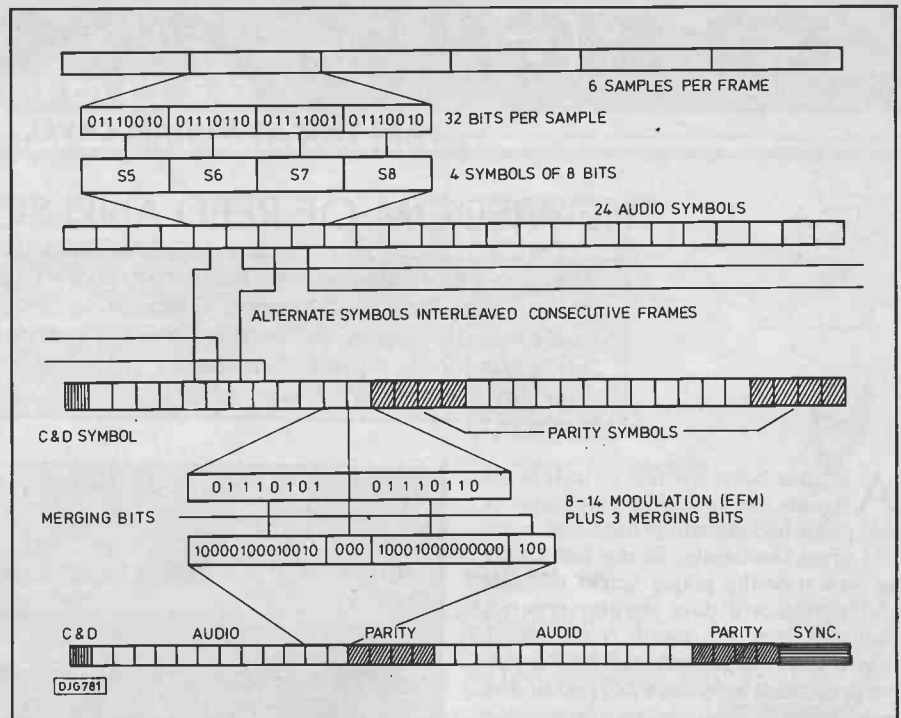 6 SAMPLES PER FRAME
01110010 01110110 01111001 01110010 32 BITS PER SAMPLE
S5 S6 S7 S8 4 SYMBOLS OF 8 BITS
24 AUDIO SYMBOLS
ALTERNATE SYMBOLS INTERLEAVED CONSECUTIVE FRAMES
C&D SYMBOL PARITY SYMBOLS
01110101 01110110 8-14 MODULATION (EFM)
MERGING BITS PLUS 3 MERGING BITS
10000100010010 000 10001000000000 100
C&D AUDIO PARITY AUDIO PARITY SYNC.
DJG781